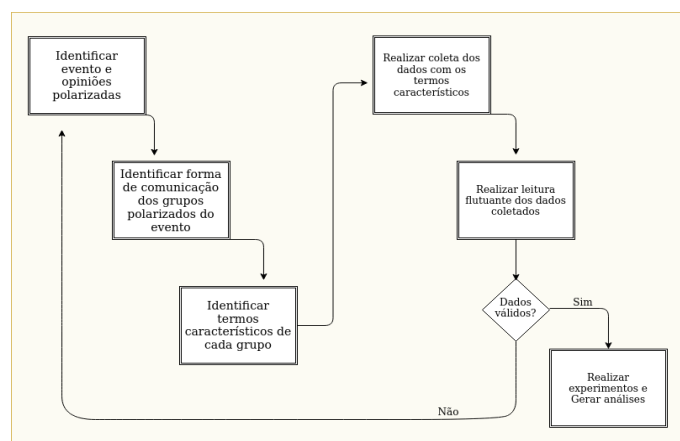 Identificar
evento e
opiniões
polarizadas
Identificar forma
de comunicação
dos grupos
polarizados do
evento
Identificar
termos
característicos de
cada grupo
Realizar coleta dos
dados com os
termos
característicos
Realizar leitura
flutuante dos dados
coletados
Dados
válidos?
Sim
Realizar
experimentos e
Gerar análises
Não